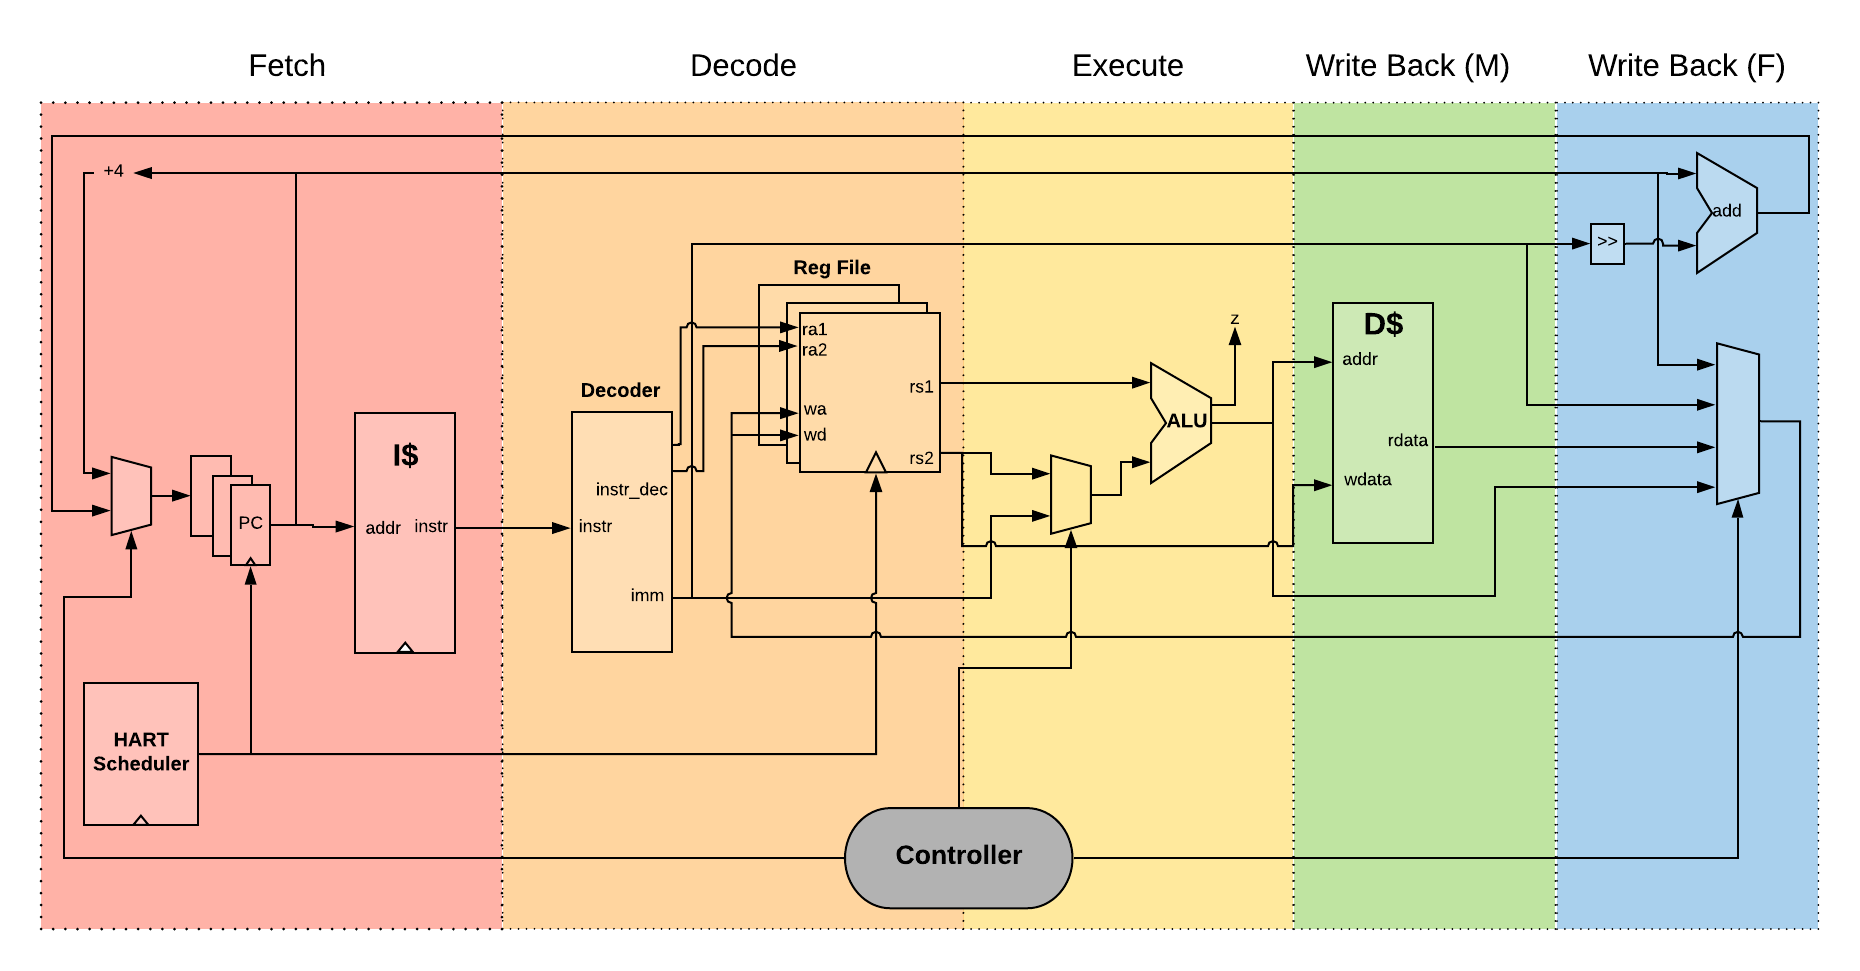 Fetch
Decode
Execute
Write Back (M)
Write Back (F)
+4
add
>>
Reg File
ra1
ra2
wa
wd
rs1
rs2
z
D$
addr
rdata
wdata
Decoder
instr_dec
instr
imm
ALU
I$
addr
instr
PC
HART
Scheduler
Controller